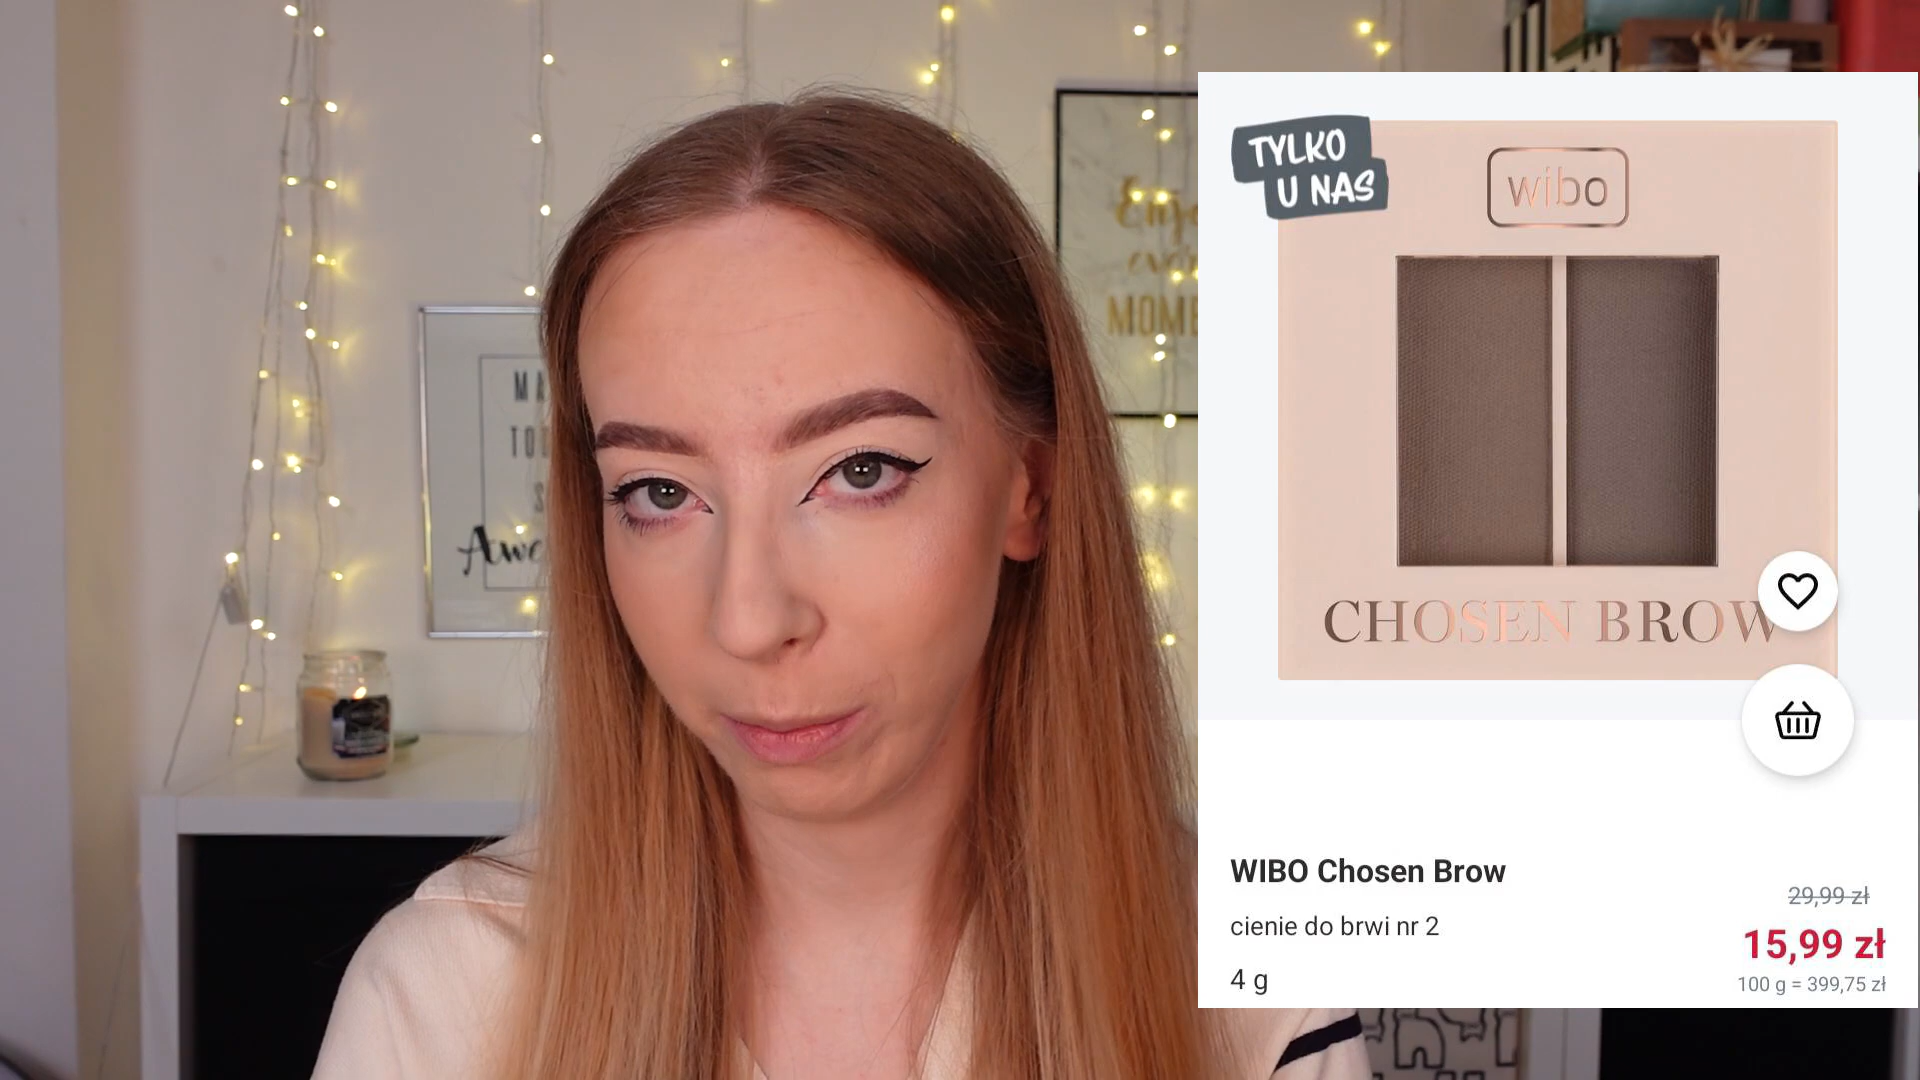 TYLKO
U NAS
wibo
CHOSEN BROW
WIBO Chosen Brow
cienie do brwi nr 2
4 g
29,99 zł
15,99 zł
100 g = 399,75 zł